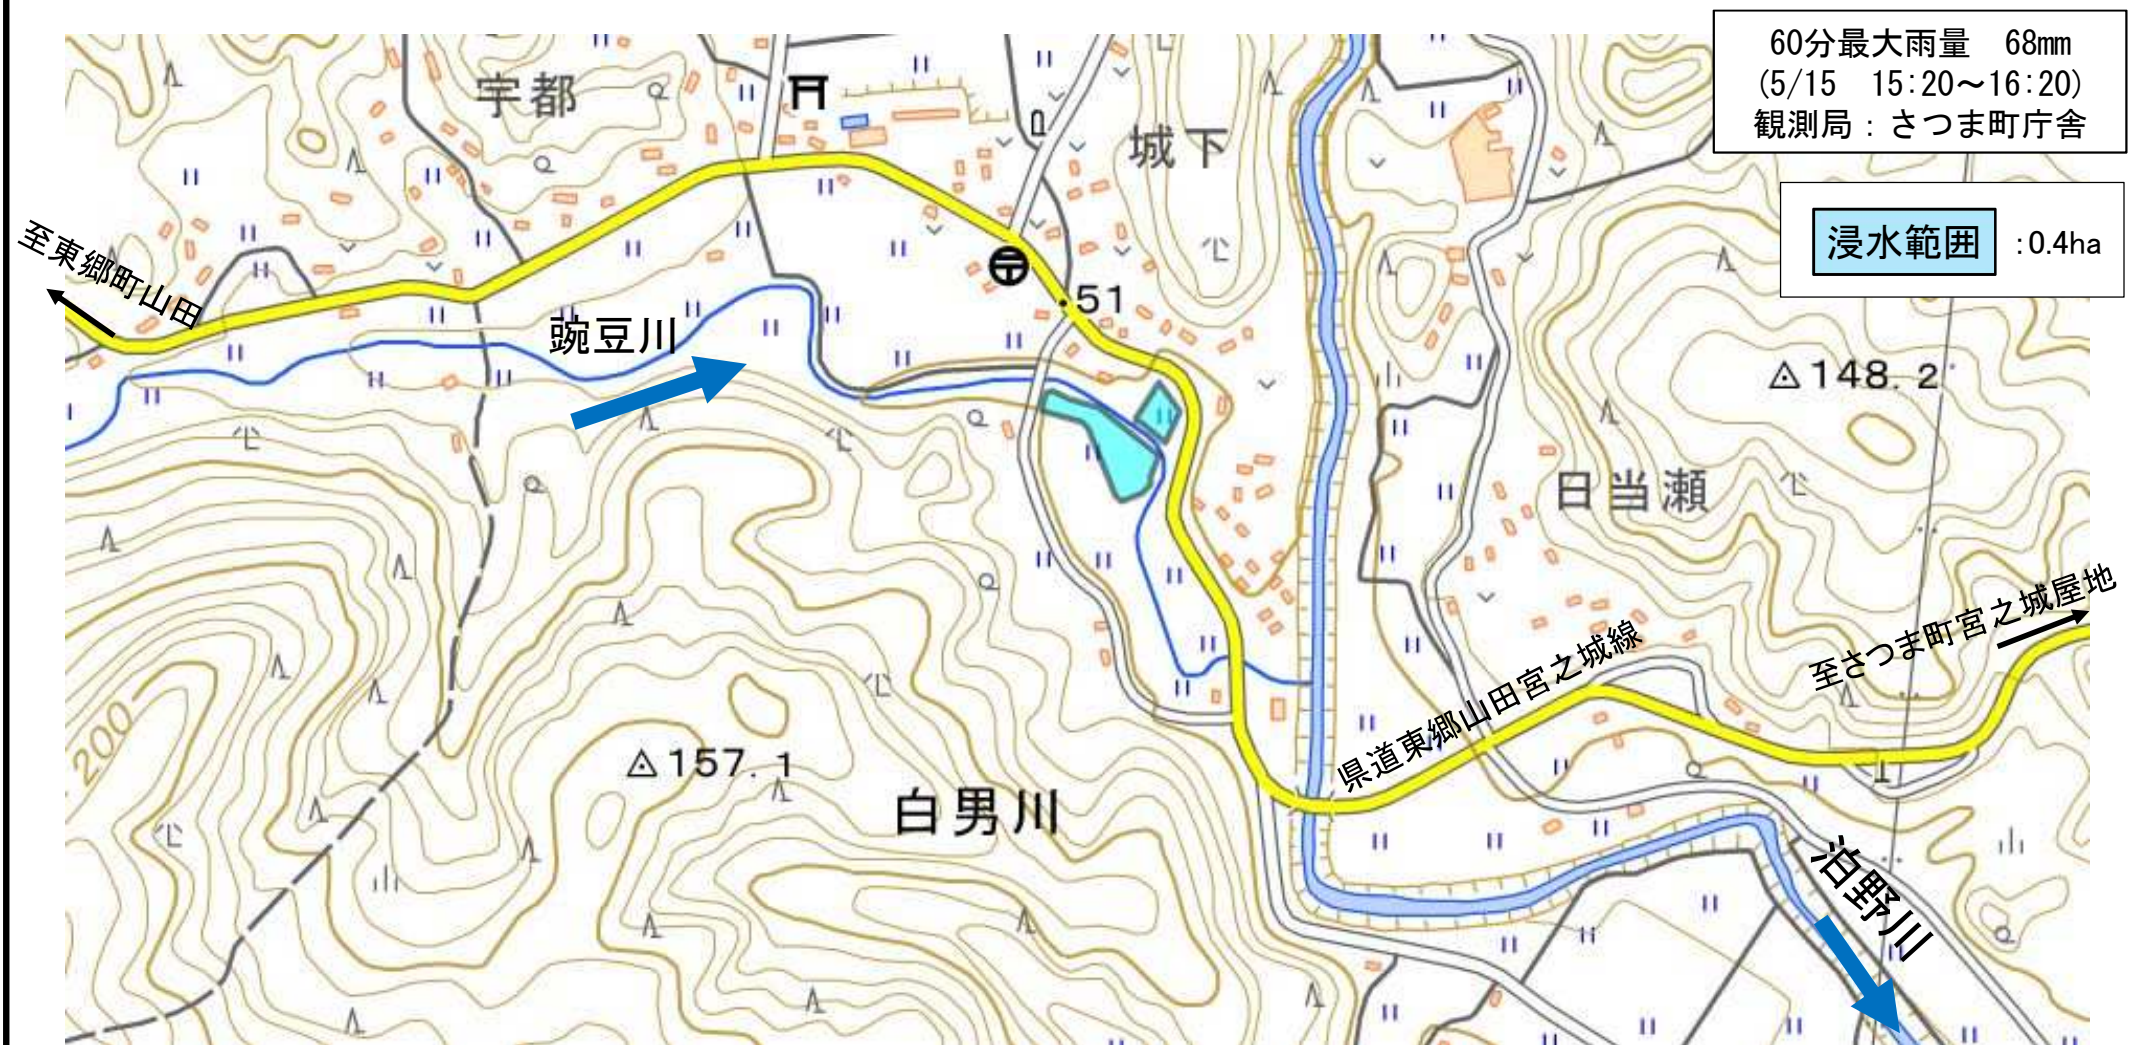 60分最大雨量　68mm
(5/15　15:20～16:20)
観測局：さつま町庁舎
浸水範囲
:0.4ha
宇都
城下
至東郷町山田
豌豆川
51
148.2
日当瀬
至さつま町宮之城屋地
県道東郷山田宮之城線
200
157.1
白男川
泊野川